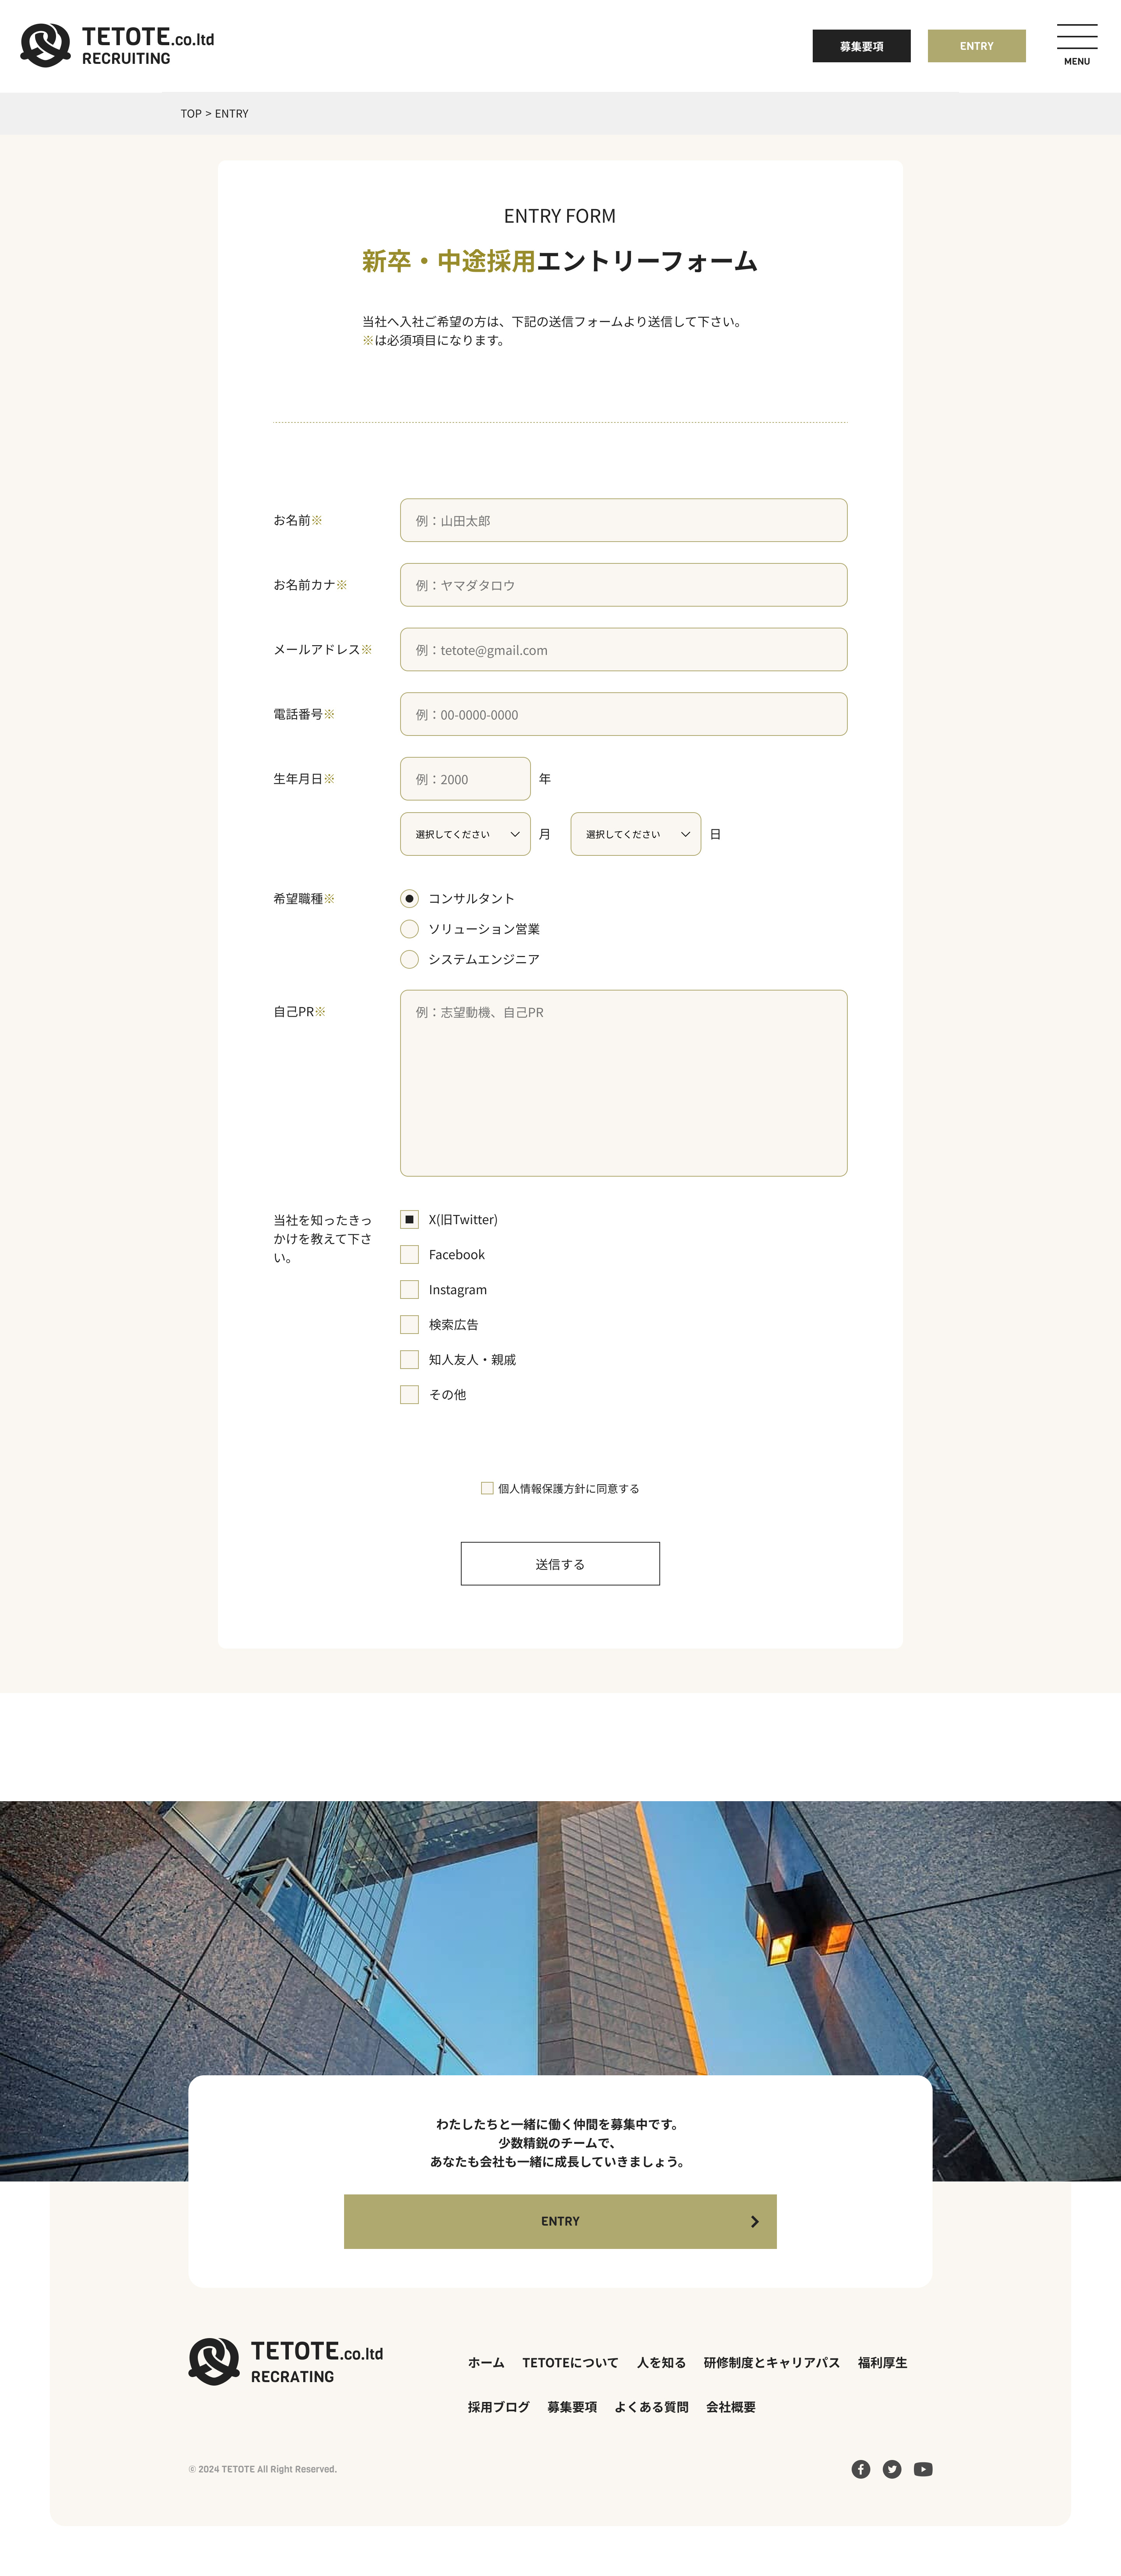 TETOTE.co.ltd
RECRUITING
募集要項
ENTRY
MENU
TOP > ENTRY
ENTRY FORM
新卒・中途採用エントリーフォーム
当社へ入社ご希望の方は、下記の送信フォームより送信して下さい。
※は必須項目になります。
お名前※
例：山田太郎
お名前カナ※
例：ヤマダタロウ
メールアドレス※
例：tetote@gmail.com
電話番号※
例：00-0000-0000
生年月日※
例：2000
年
選択してください
月
選択してください
日
希望職種※
コンサルタント
ソリューション営業
システムエンジニア
自己PR※
例：志望動機、自己PR
当社を知ったきっ
かけを教えて下さ
い。
X(旧Twitter)
Facebook
Instagram
検索広告
知人友人・親戚
その他
個人情報保護方針に同意する
送信する
わたしたちと一緒に働く仲間を募集中です。
少数精鋭のチームで、
あなたも会社も一緒に成長していきましょう。
ENTRY
TETOTE.co.ltd
RECRATING
ホーム TETOTEについて 人を知る 研修制度とキャリアパス 福利厚生
採用ブログ 募集要項 よくある質問 会社概要
© 2024 TETOTE All Right Reserved.